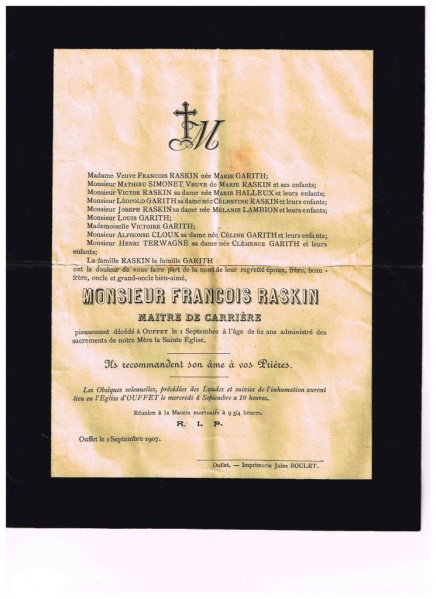 M
Madame Veuve François RASKIN née Marie GARITH;
Monsieur Mathieu SIMONET Veuve de Marie RASKIN et ses enfants;
Monsieur Victor RASKIN sa dame née Marie HALLEUX et leurs enfants;
Monsieur Léopold GARITH sa dame née Célestine RASKIN et leurs enfants;
Monsieur Joseph RASKIN sa dame née Mélanie LAMBION et leurs enfants;
Monsieur Louis GARITH;
Mademoiselle Victoire GARITH;
Monsieur Alphonse CLOUX sa dame née Céline GARITH et leurs enfants;
Monsieur Henri TERWAGNE sa dame née Clémence GARITH et leurs
enfants;
La famille RASKIN la famille GARITH
ont la douleur de vous faire part de la mort de leur regretté époux, frère, beau-
frère, oncle et grand-oncle bien-aimé,
MONSIEUR FRANCOIS RASKIN
MAITRE DE CARRIÈRE
pieusement décédé à OUFFET le 1 Septembre à l'âge de 62 ans administré des
sacrements de notre Mère la Sainte Eglise.
Ils recommandent son âme à vos Prières.
Les Obsèques solennelles, précédées des Laudes et suivies de l'inhumation auront
lieu en l'Eglise d'OUFFET le mercredi 4 Septembre à 10 heures.
Réunion à la Maison mortuaire à 9 3/4 heures.
R. I. P.
Ouffet le 1 Septembre 1907.
Ouffet. — Imprimerie Jules BOULET.